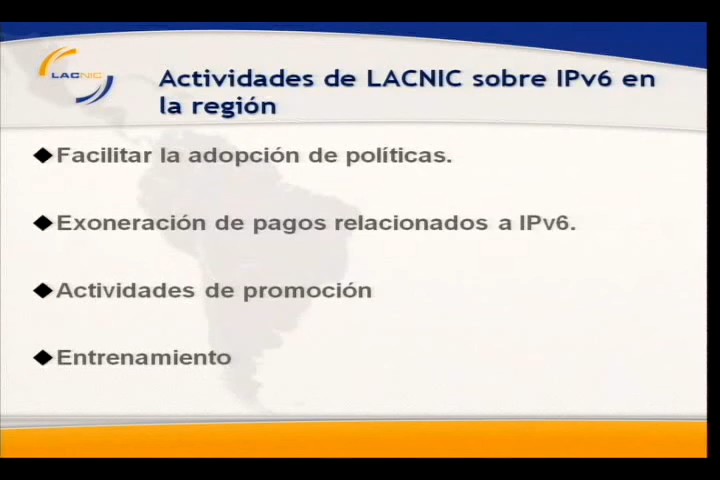 LACNIC
Actividades de LACNIC sobre IPv6 en
la región
Facilitar la adopción de políticas.
Exoneración de pagos relacionados a IPv6.
Actividades de promoción
Entrenamiento